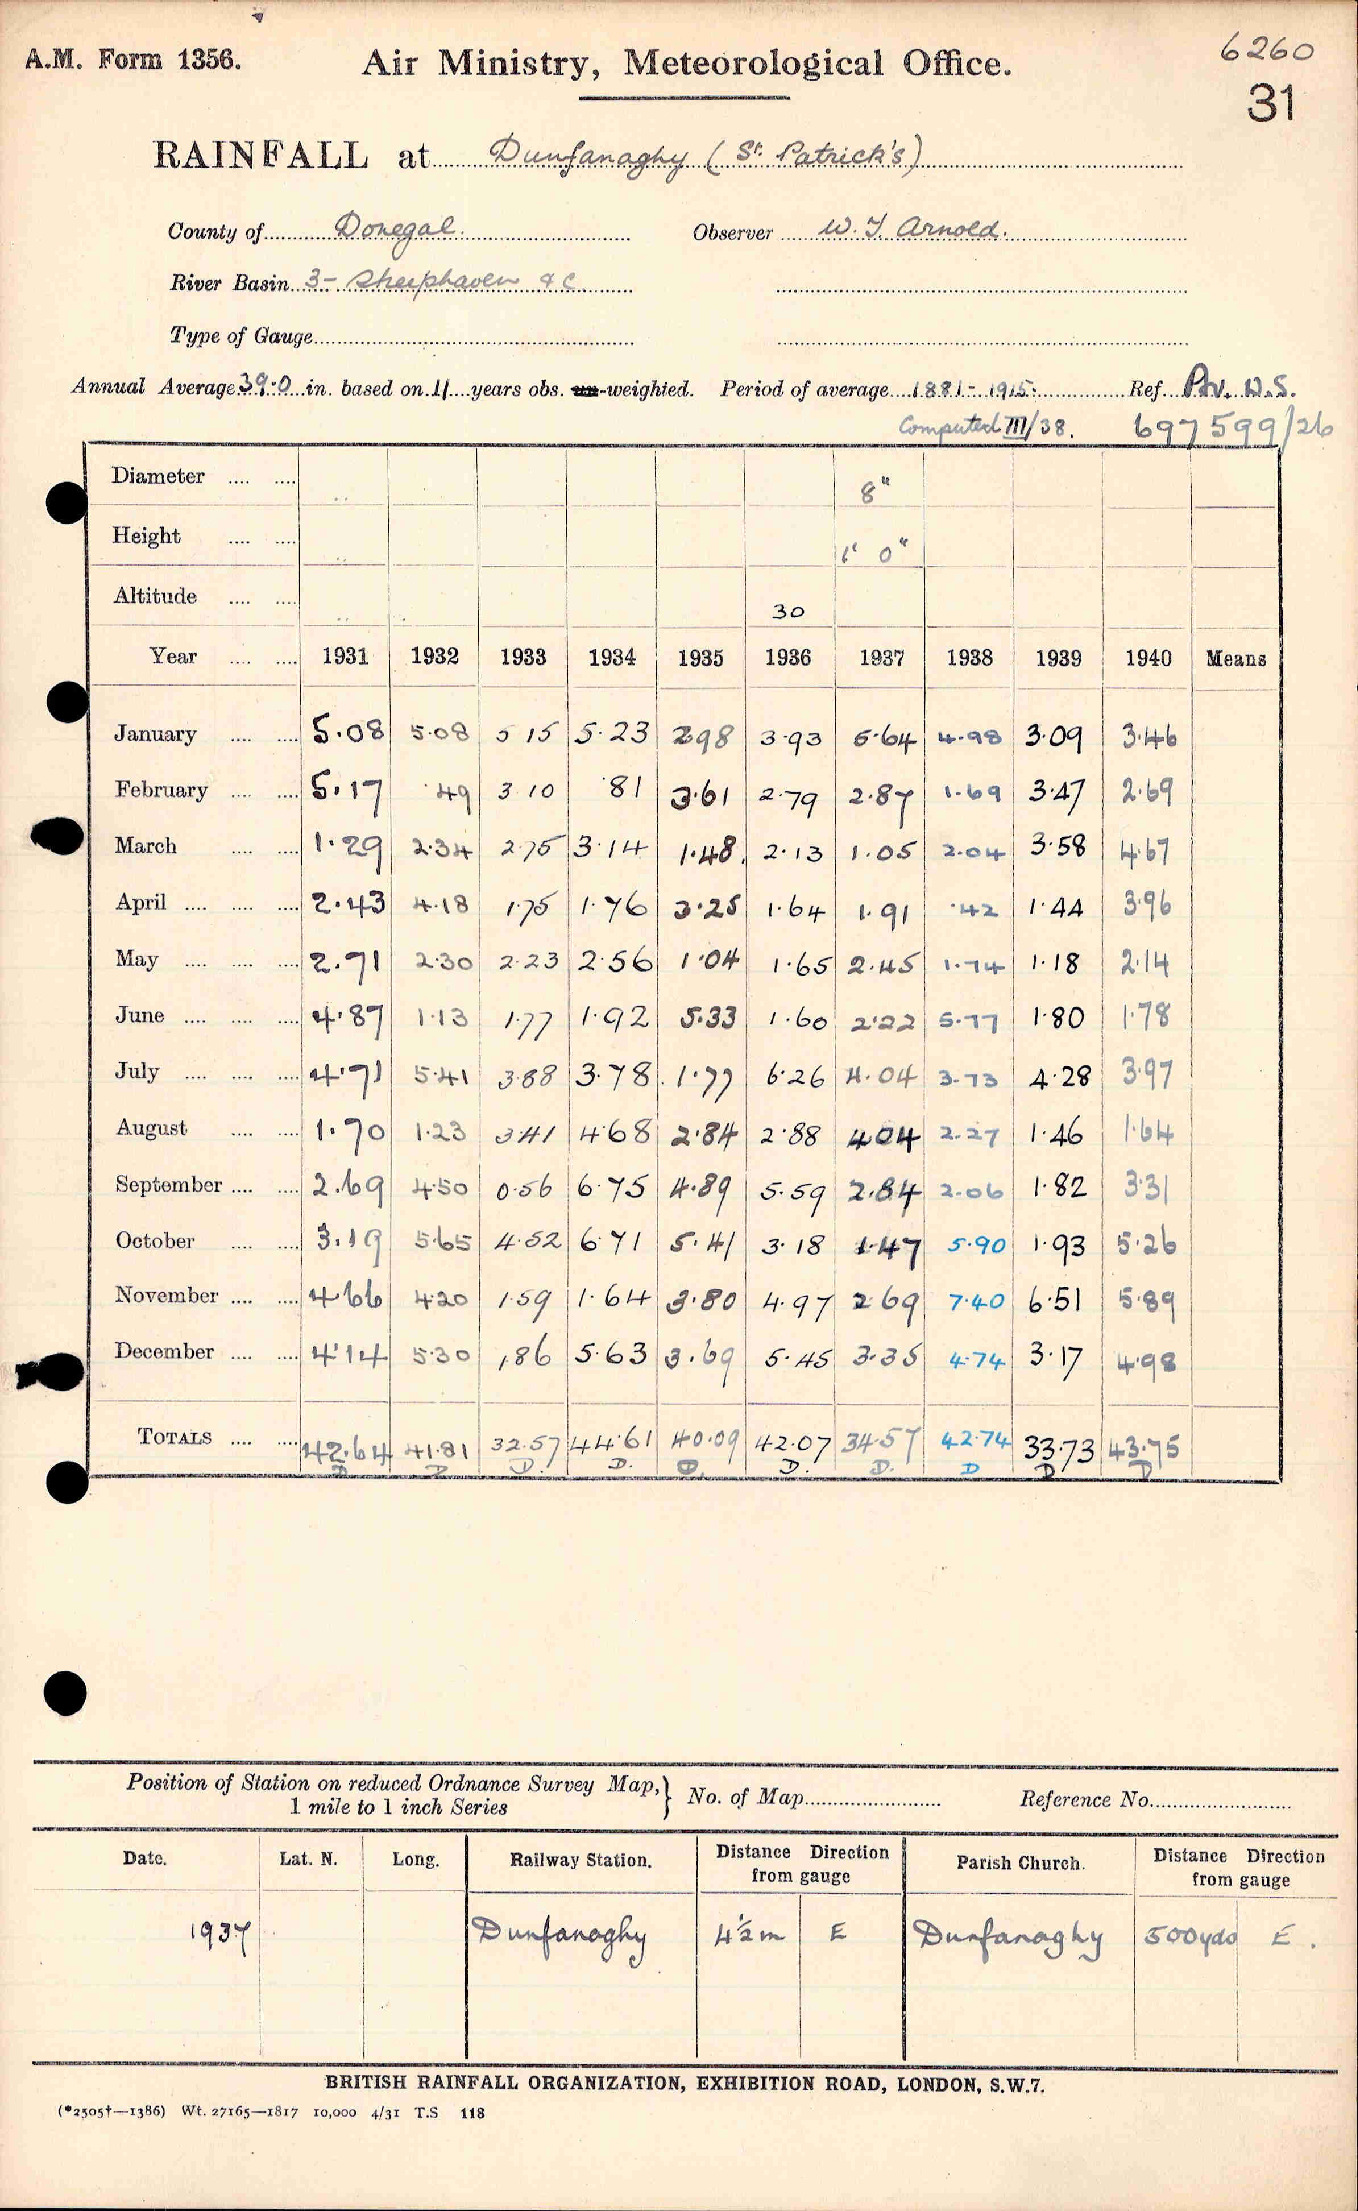 A.M. Form 1356.
Air Ministry, Meteorological Office.
6260
31
RAINFALL at Dunfanaghy (St. Patrick's)
County of Donegal. Observer W. J. Arnold.
River Basin 3 - Sheephaven &c
Type of Gauge
Annual Average 39.0 in. based on 11 years obs. un-weighted. Period of average 1881-1915. Ref. Av. D.S.
Computed III/38. 697599/26
Diameter 8"
Height 1' 0"
Altitude 30
Year 1931 1932 1933 1934 1935 1936 1937 1938 1939 1940 Means
January 5.08 5.08 5 15 5.23 2.98 3.93 5.64 4.98 3.09 3.46
February 5.17 .49 3 10 .81 3.61 2.79 2.87 1.69 3.47 2.69
March 1.29 2.34 2.75 3.14 1.48 2.13 1.05 2.04 3.58 4.67
April 2.43 4.18 1.75 1.76 3.25 1.64 1.91 .42 1.44 3.96
May 2.71 2.30 2.23 2.56 1.04 1.65 2.45 1.74 1.18 2.14
June 4.87 1.13 1.77 1.92 5.33 1.60 2.22 5.77 1.80 1.78
July 4.71 5.41 3.88 3.78 1.77 6.26 4.04 3.73 4.28 3.97
August 1.70 1.23 3.41 4.68 2.84 2.88 4.04 2.27 1.46 1.64
September 2.69 4.50 0.56 6.75 4.89 5.59 2.84 2.06 1.82 3.31
October 3.19 5.65 4.52 6.71 5.41 3.18 1.47 5.90 1.93 5.26
November 4.66 4.20 1.59 1.64 3.80 4.97 2.69 7.40 6.51 5.89
December 4.14 5.30 1.86 5.63 3.69 5.45 3.35 4.74 3.17 4.98
TOTALS 42.64 41.81 32.57 44.61 40.09 42.07 34.57 42.74 33.73 43.75
D D D. D. D. D. D. D D D
Position of Station on reduced Ordnance Survey Map, 1 mile to 1 inch Series } No. of Map Reference No.
Date. Lat. N. Long. Railway Station. Distance Direction from gauge Parish Church. Distance Direction from gauge
1937 Dunfanaghy 4½ m E Dunfanaghy 500yds E.
BRITISH RAINFALL ORGANIZATION, EXHIBITION ROAD, LONDON, S.W.7.
(*2505†—1386) Wt. 27165—1817 10,000 4/31 T.S 118